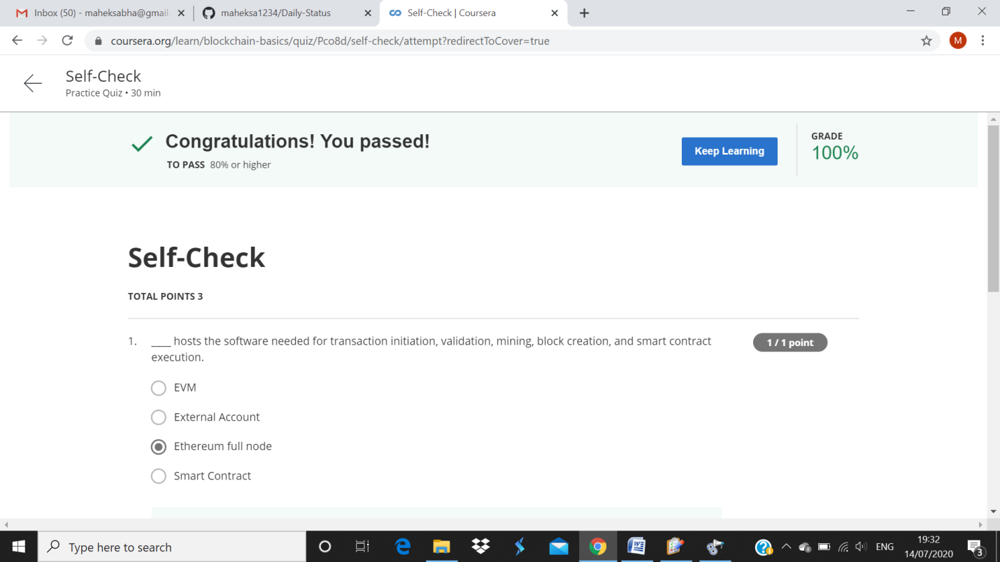 Inbox (50) - maheksabha@gmail.
maheksa1234/Daily-Status
Self-Check | Coursera
coursera.org/learn/blockchain-basics/quiz/Pco8d/self-check/attempt?redirectToCover=true
M
Self-Check
Practice Quiz • 30 min
Congratulations! You passed!
TO PASS 80% or higher
Keep Learning
GRADE
100%
Self-Check
TOTAL POINTS 3
1. ____ hosts the software needed for transaction initiation, validation, mining, block creation, and smart contract
execution.
1 / 1 point
EVM
External Account
Ethereum full node
Smart Contract
Type here to search
ENG
19:32
14/07/2020
3